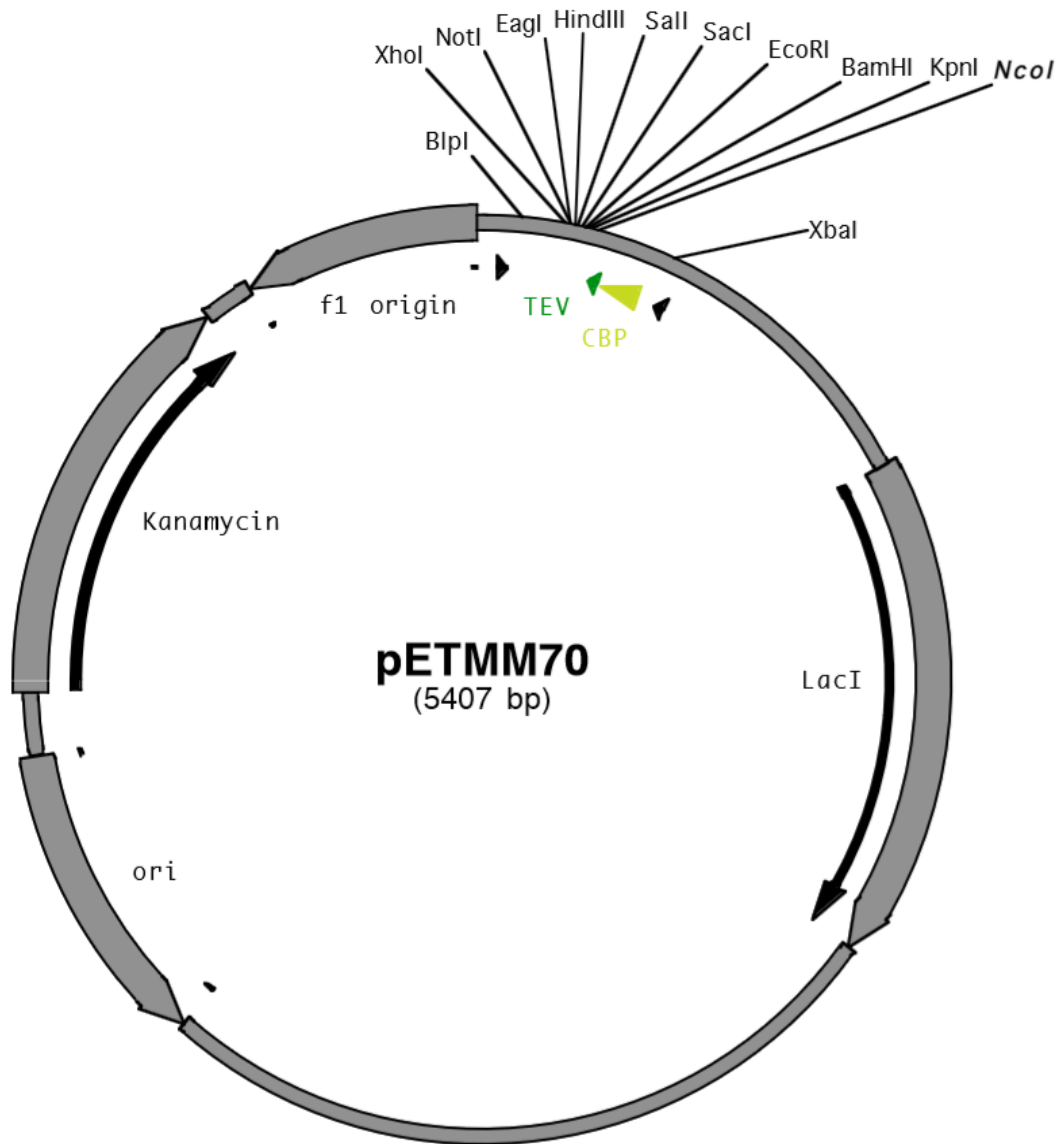 BlpI
XhoI
NotI
EagI
HindIII
SalI
SacI
EcoRI
BamHI
KpnI
NcoI
XbaI
f1 origin
TEV
CBP
Kanamycin
pETMM70
(5407 bp)
LacI
ori